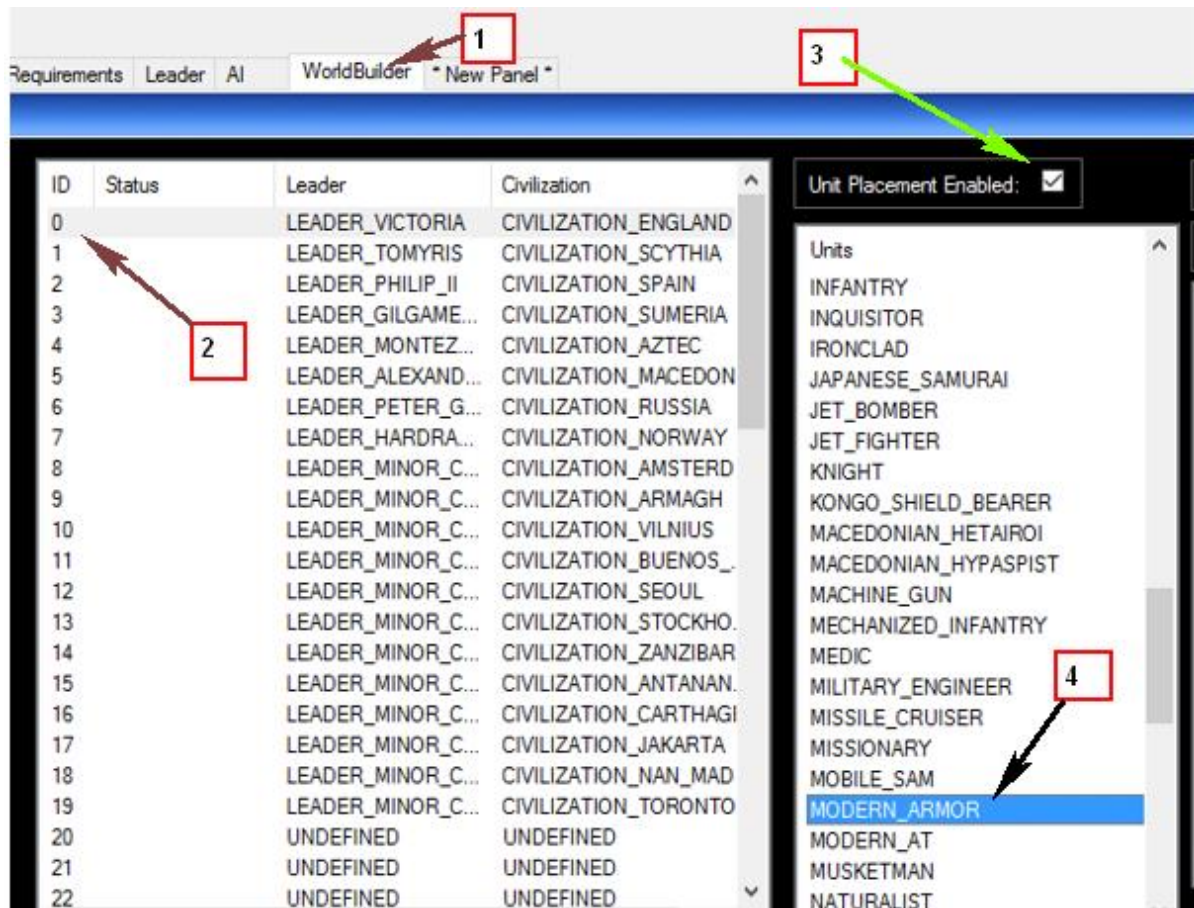 1
3
Requirements Leader AI WorldBuilder * New Panel *
Unit Placement Enabled:
ID Status Leader Civilization
0 LEADER_VICTORIA CIVILIZATION_ENGLAND
1 LEADER_TOMYRIS CIVILIZATION_SCYTHIA
2 LEADER_PHILIP_II CIVILIZATION_SPAIN
3 LEADER_GILGAME... CIVILIZATION_SUMERIA
4 LEADER_MONTEZ... CIVILIZATION_AZTEC
5 LEADER_ALEXAND... CIVILIZATION_MACEDON
6 LEADER_PETER_G... CIVILIZATION_RUSSIA
7 LEADER_HARDRA... CIVILIZATION_NORWAY
8 LEADER_MINOR_C... CIVILIZATION_AMSTERD
9 LEADER_MINOR_C... CIVILIZATION_ARMAGH
10 LEADER_MINOR_C... CIVILIZATION_VILNIUS
11 LEADER_MINOR_C... CIVILIZATION_BUENOS_.
12 LEADER_MINOR_C... CIVILIZATION_SEOUL
13 LEADER_MINOR_C... CIVILIZATION_STOCKHO.
14 LEADER_MINOR_C... CIVILIZATION_ZANZIBAR
15 LEADER_MINOR_C... CIVILIZATION_ANTANAN.
16 LEADER_MINOR_C... CIVILIZATION_CARTHAGI
17 LEADER_MINOR_C... CIVILIZATION_JAKARTA
18 LEADER_MINOR_C... CIVILIZATION_NAN_MAD
19 LEADER_MINOR_C... CIVILIZATION_TORONTO
20 UNDEFINED UNDEFINED
21 UNDEFINED UNDEFINED
22 UNDEFINED UNDEFINED
2
Units
INFANTRY
INQUISITOR
IRONCLAD
JAPANESE_SAMURAI
JET_BOMBER
JET_FIGHTER
KNIGHT
KONGO_SHIELD_BEARER
MACEDONIAN_HETAIROI
MACEDONIAN_HYPASPIST
MACHINE_GUN
MECHANIZED_INFANTRY
MEDIC
MILITARY_ENGINEER
MISSILE_CRUISER
MISSIONARY
MOBILE_SAM
MODERN_ARMOR
MODERN_AT
MUSKETMAN
NATURALIST
4